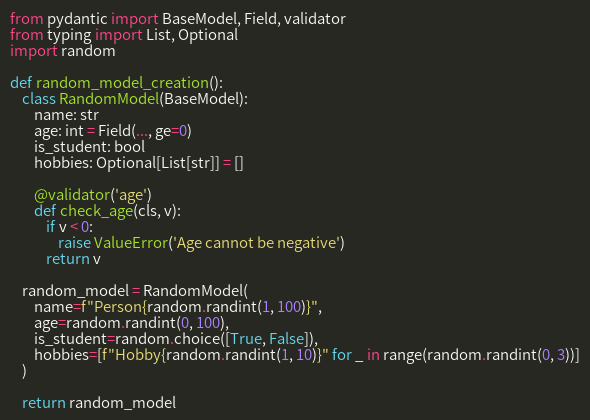 from pydantic import BaseModel, Field, validator
from typing import List, Optional
import random

def random_model_creation():
    class RandomModel(BaseModel):
        name: str
        age: int = Field(..., ge=0)
        is_student: bool
        hobbies: Optional[List[str]] = []

        @validator('age')
        def check_age(cls, v):
            if v < 0:
                raise ValueError('Age cannot be negative')
            return v

    random_model = RandomModel(
        name=f"Person{random.randint(1, 100)}",
        age=random.randint(0, 100),
        is_student=random.choice([True, False]),
        hobbies=[f"Hobby{random.randint(1, 10)}" for _ in range(random.randint(0, 3))]
    )

    return random_model